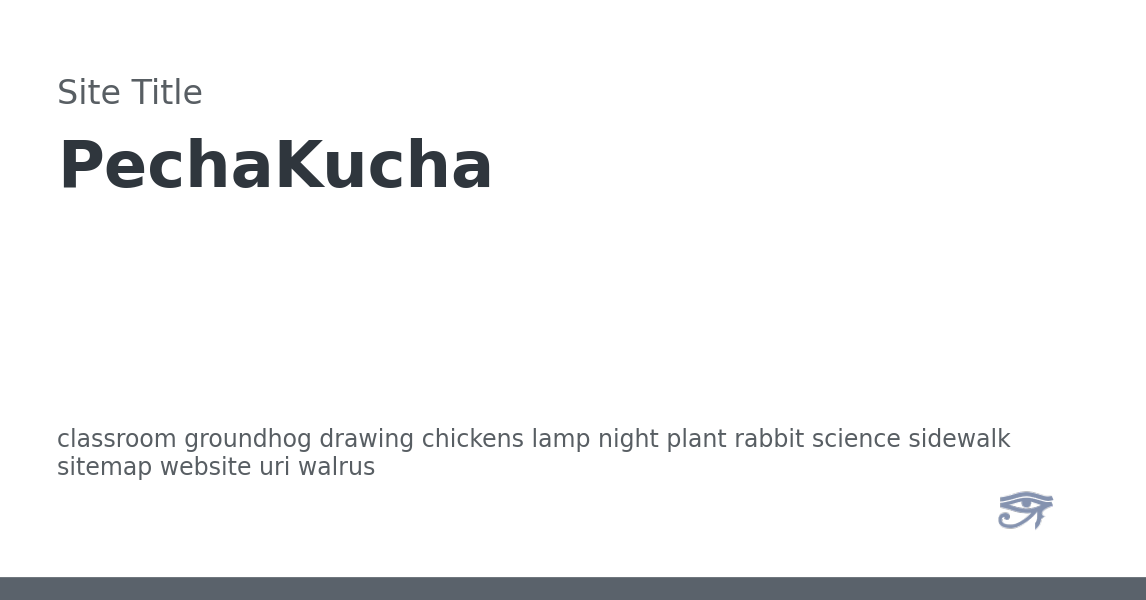 Site Title
PechaKucha
classroom groundhog drawing chickens lamp night plant rabbit science sidewalk
sitemap website uri walrus